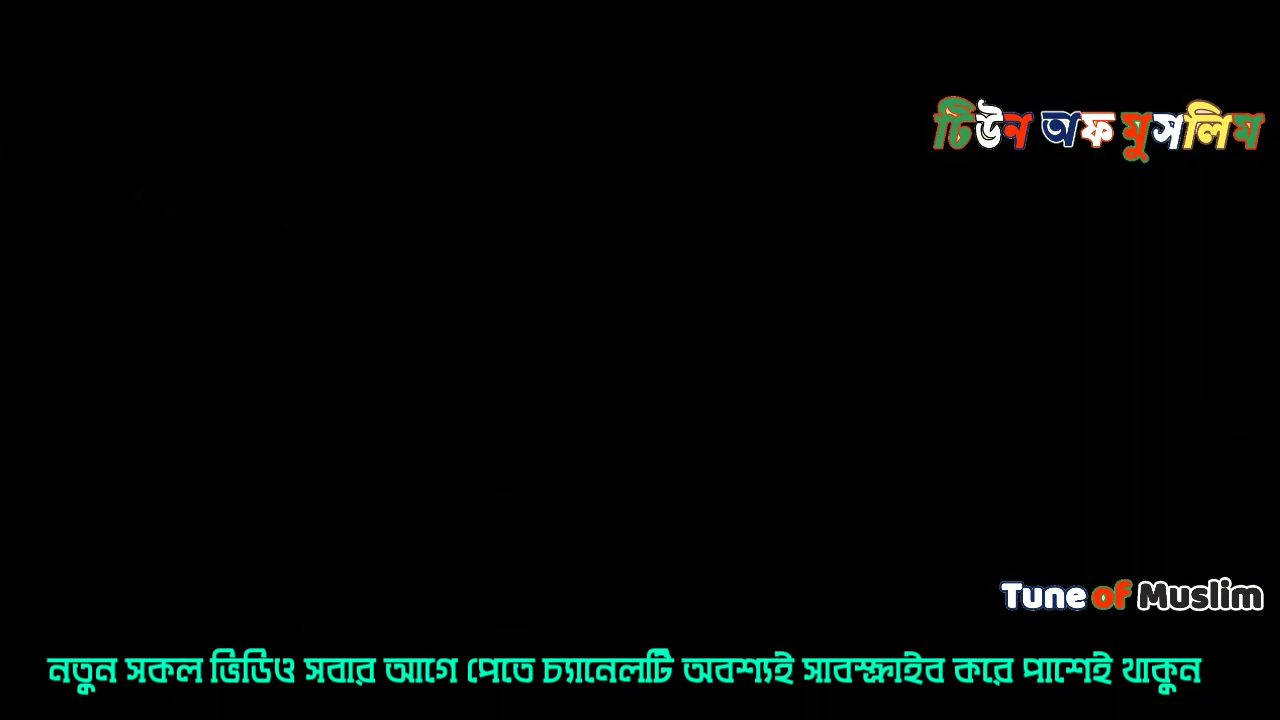 টিউন অফ মুসলিম
Tune of Muslim
নতুন সকল ভিডিও সবার আগে পেতে চ্যানেলটি অবশ্যই সাবস্ক্রাইব করে পাশেই থাকুন